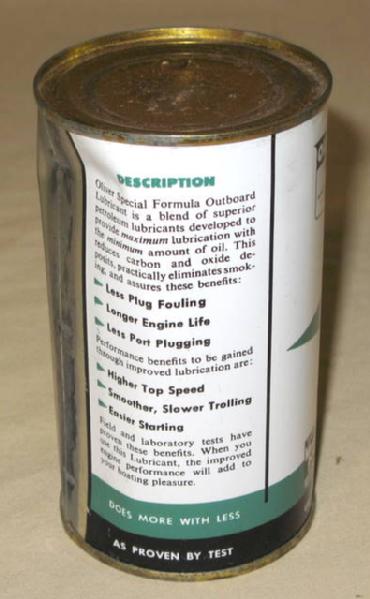 DESCRIPTION
Oliver Special Formula Outboard
Lubricant is a blend of superior
petroleum lubricants developed to
provide maximum lubrication with
the minimum amount of oil. This
reduces carbon and oxide de-
posits, practically eliminates smok-
ing, and assures these benefits:
Less Plug Fouling
Longer Engine Life
Less Port Plugging
Performance benefits to be gained
through improved lubrication are:
Higher Top Speed
Smoother, Slower Trolling
Easier Starting
Field and laboratory tests have
proven these benefits. When you
use this Lubricant, the improved
engine performance will add to
your boating pleasure.
DOES MORE WITH LESS
AS PROVEN BY TEST